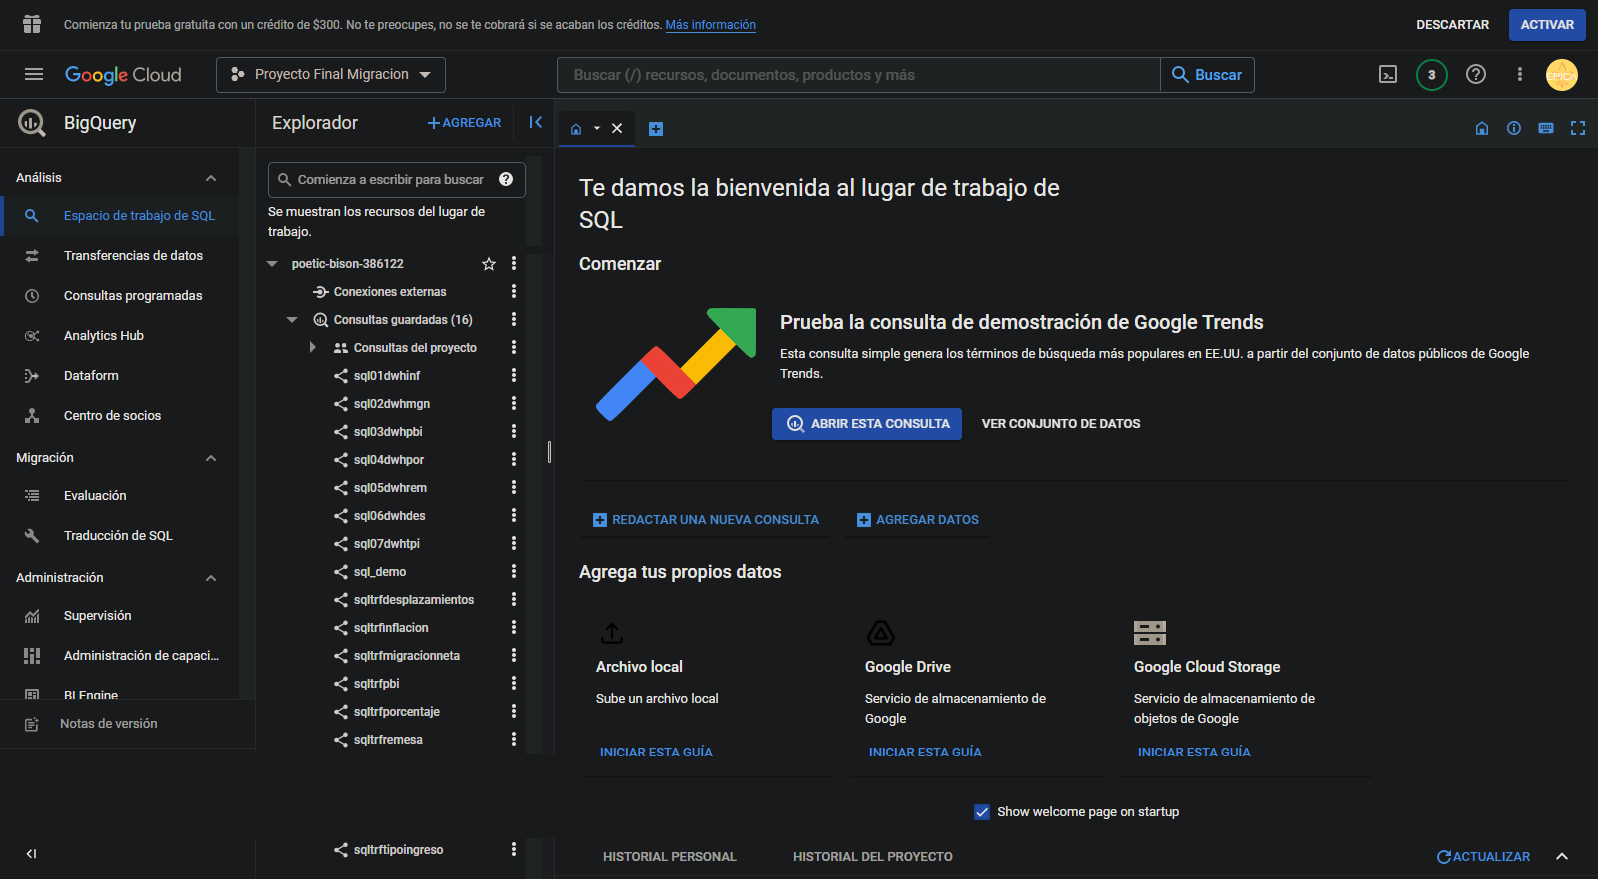 Comienza tu prueba gratuita con un crédito de $300. No te preocupes, no se te cobrará si se acaban los créditos. Más información
DESCARTAR
ACTIVAR
Google Cloud
Proyecto Final Migracion
Buscar (/) recursos, documentos, productos y más
Buscar
3
EPICA
BigQuery
Análisis
Espacio de trabajo de SQL
Transferencias de datos
Consultas programadas
Analytics Hub
Dataform
Centro de socios
Migración
Evaluación
Traducción de SQL
Administración
Supervisión
Administración de capaci...
BI Engine
Notas de versión
Explorador
AGREGAR
Comienza a escribir para buscar
Se muestran los recursos del lugar de
trabajo.
poetic-bison-386122
Conexiones externas
Consultas guardadas (16)
Consultas del proyecto
sql01dwhinf
sql02dwhmgn
sql03dwhpbi
sql04dwhpor
sql05dwhrem
sql06dwhdes
sql07dwhtpi
sql_demo
sqltrfdesplazamientos
sqltrfinflacion
sqltrfmigracionneta
sqltrfpbi
sqltrfporcentaje
sqltrfremesa
sqltrftipoingreso
Te damos la bienvenida al lugar de trabajo de
SQL
Comenzar
Prueba la consulta de demostración de Google Trends
Esta consulta simple genera los términos de búsqueda más populares en EE.UU. a partir del conjunto de datos públicos de Google
Trends.
ABRIR ESTA CONSULTA
VER CONJUNTO DE DATOS
REDACTAR UNA NUEVA CONSULTA
AGREGAR DATOS
Agrega tus propios datos
Archivo local
Sube un archivo local
INICIAR ESTA GUÍA
Google Drive
Servicio de almacenamiento de
Google
INICIAR ESTA GUÍA
Google Cloud Storage
Servicio de almacenamiento de
objetos de Google
INICIAR ESTA GUÍA
Show welcome page on startup
HISTORIAL PERSONAL
HISTORIAL DEL PROYECTO
ACTUALIZAR